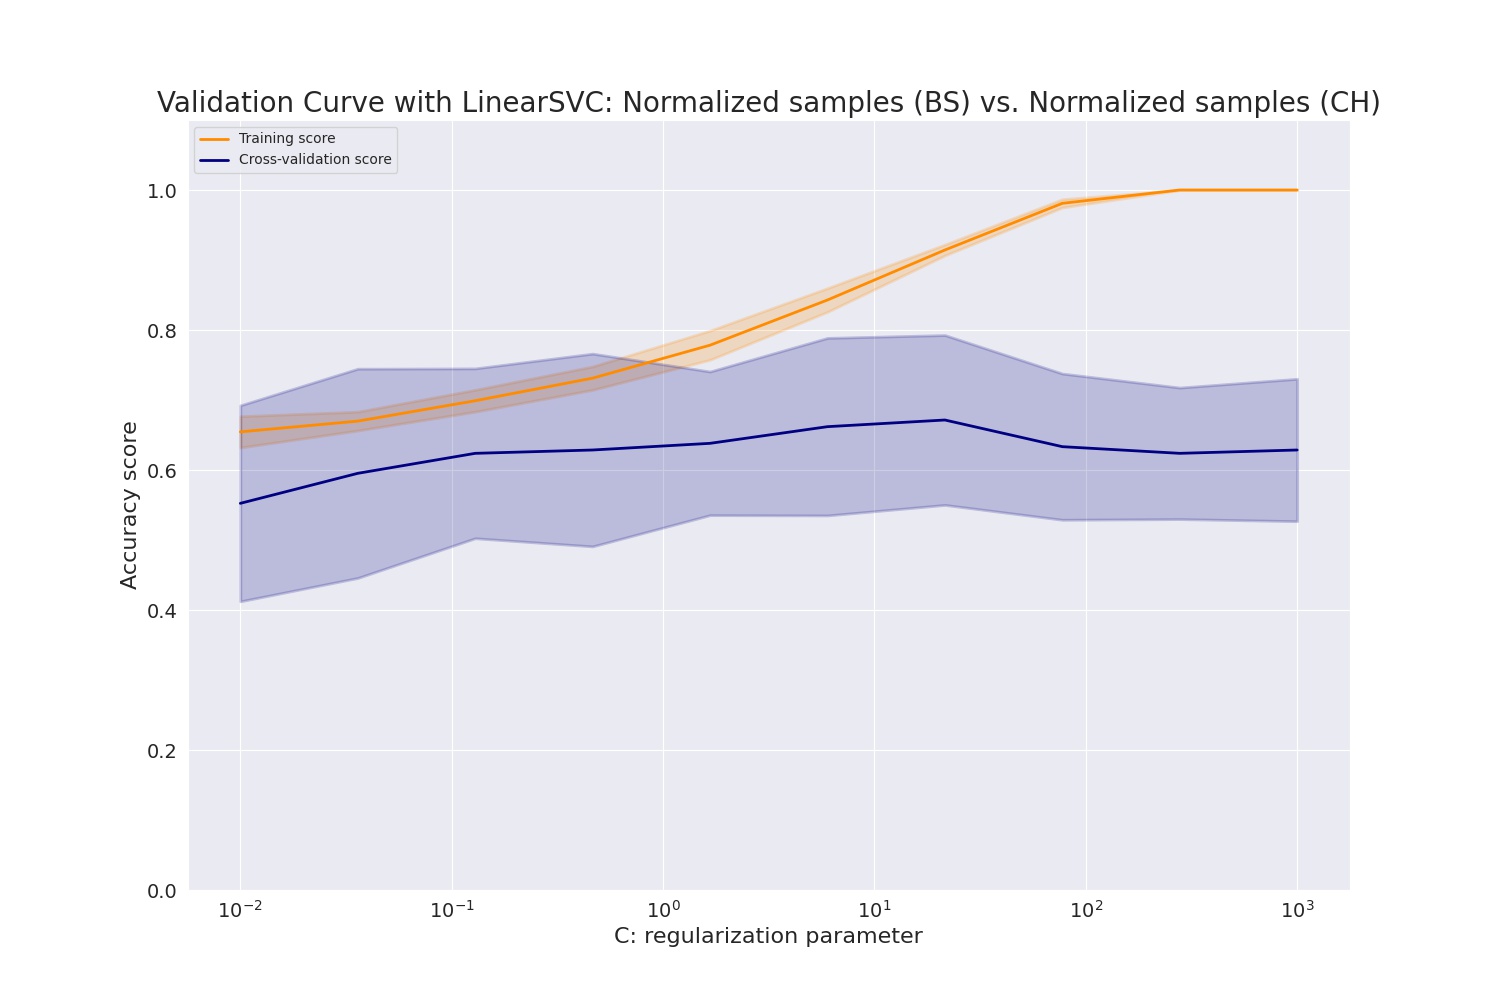 Validation Curve with LinearSVC: Normalized samples (BS) vs. Normalized samples (CH)
Training score
Cross-validation score
1.0
0.8
0.6
0.4
0.2
0.0
Accuracy score
10⁻² 10⁻¹ 10⁰ 10¹ 10² 10³
C: regularization parameter